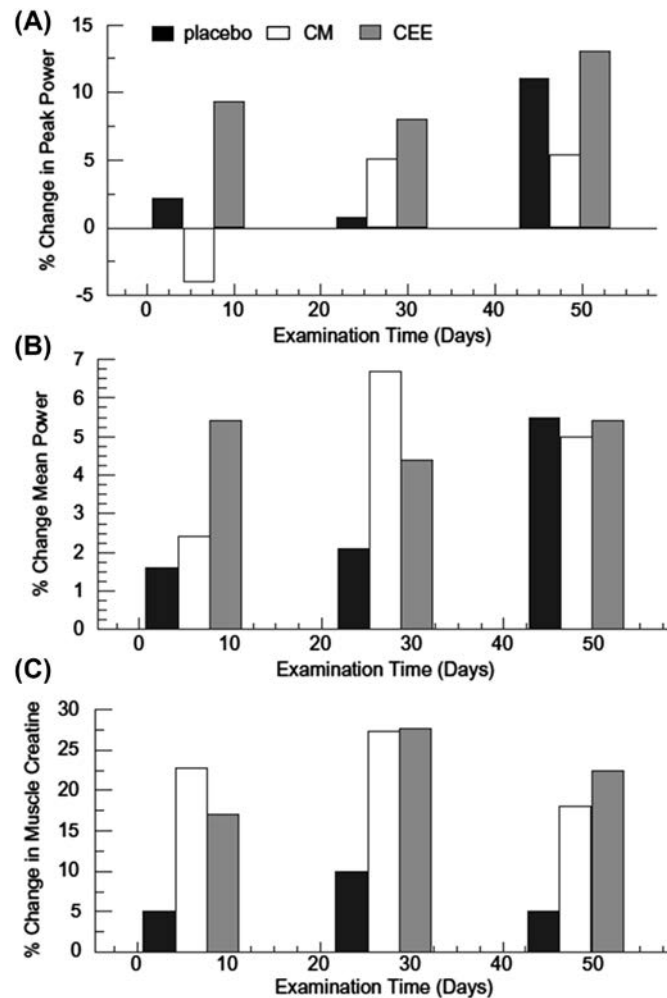 (A)
placebo CM CEE
% Change in Peak Power
15
10
5
0
-5
0 10 20 30 40 50
Examination Time (Days)
(B)
% Change Mean Power
7
6
5
4
3
2
1
0
0 10 20 30 40 50
Examination Time (Days)
(C)
% Change in Muscle Creatine
30
25
20
15
10
5
0
0 10 20 30 40 50
Examination Time (Days)